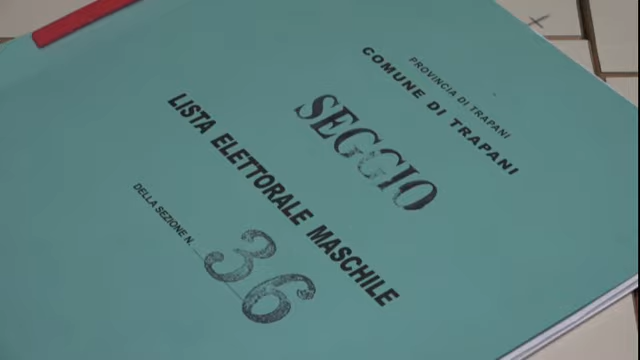 PROVINCIA DI TRAPANI
COMUNE DI TRAPANI
SEGGIO
LISTA ELETTORALE MASCHILE
DELLA SEZIONE N. 36